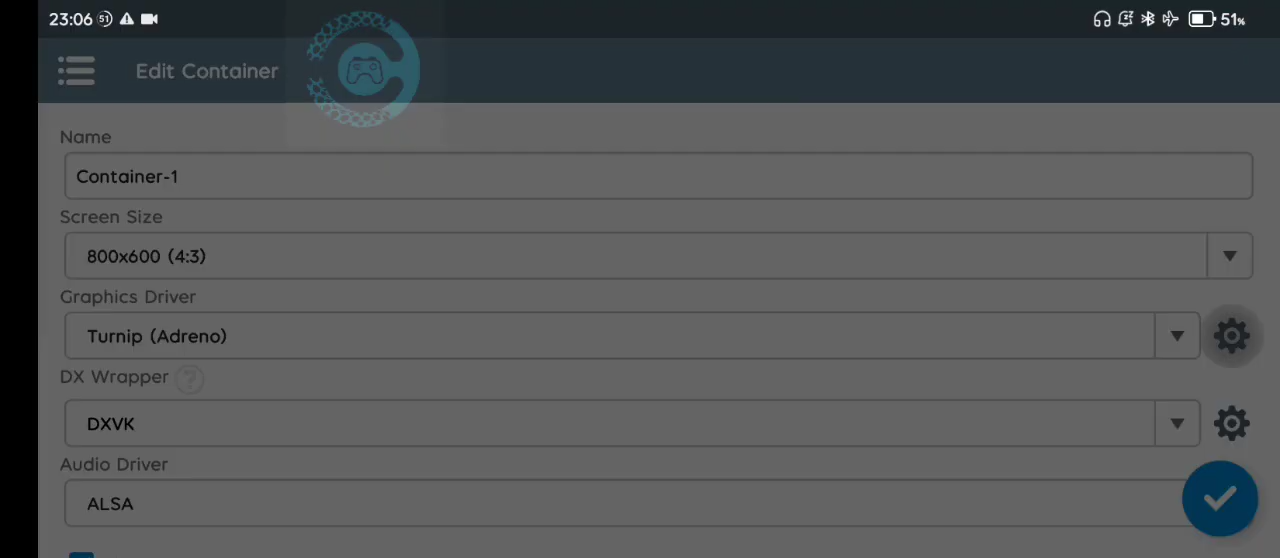 23:06 51 51%
Edit Container
Name
Container-1
Screen Size
800x600 (4:3)
Graphics Driver
Turnip (Adreno)
DX Wrapper ?
DXVK
Audio Driver
ALSA